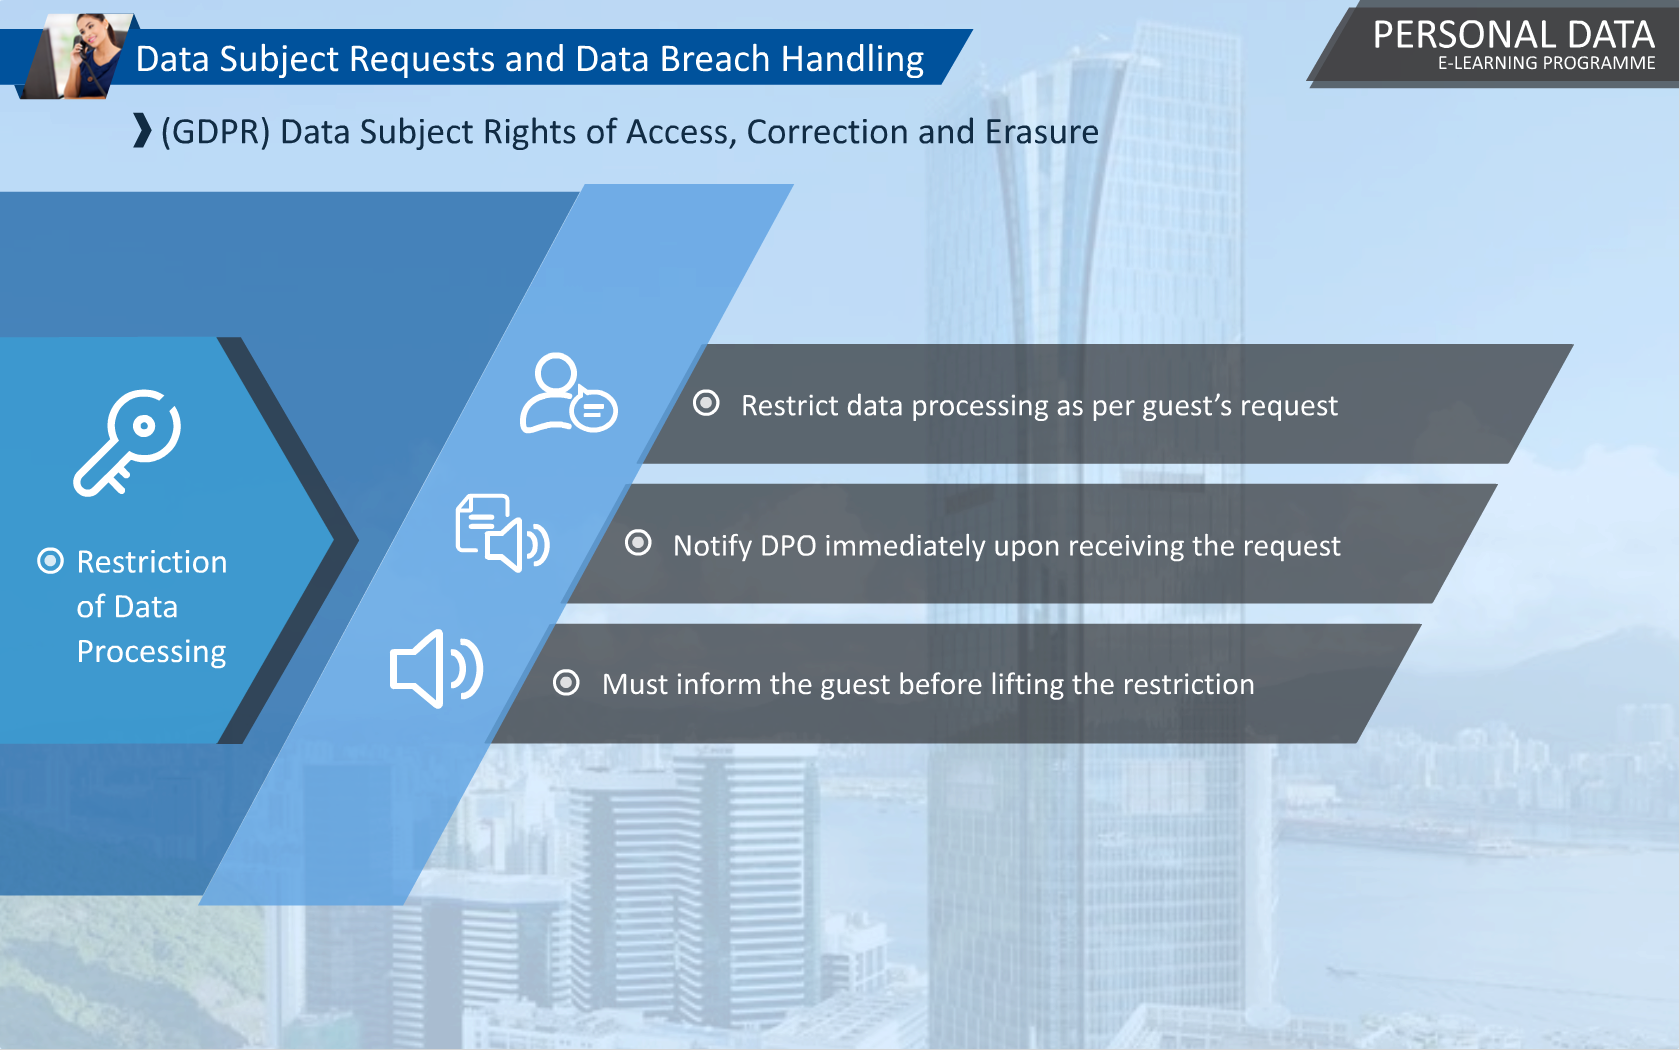 Data Subject Requests and Data Breach Handling
PERSONAL DATA
E-LEARNING PROGRAMME
(GDPR) Data Subject Rights of Access, Correction and Erasure
Restriction
of Data
Processing
Restrict data processing as per guest’s request
Notify DPO immediately upon receiving the request
Must inform the guest before lifting the restriction